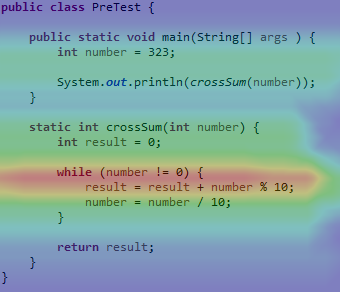 public class PreTest {
public static void main(String[] args ) {
int number = 323;
System.out.println(crossSum(number));
}
static int crossSum(int number) {
int result = 0;
while (number != 0) {
result = result + number % 10;
number = number / 10;
}
return result;
}
}